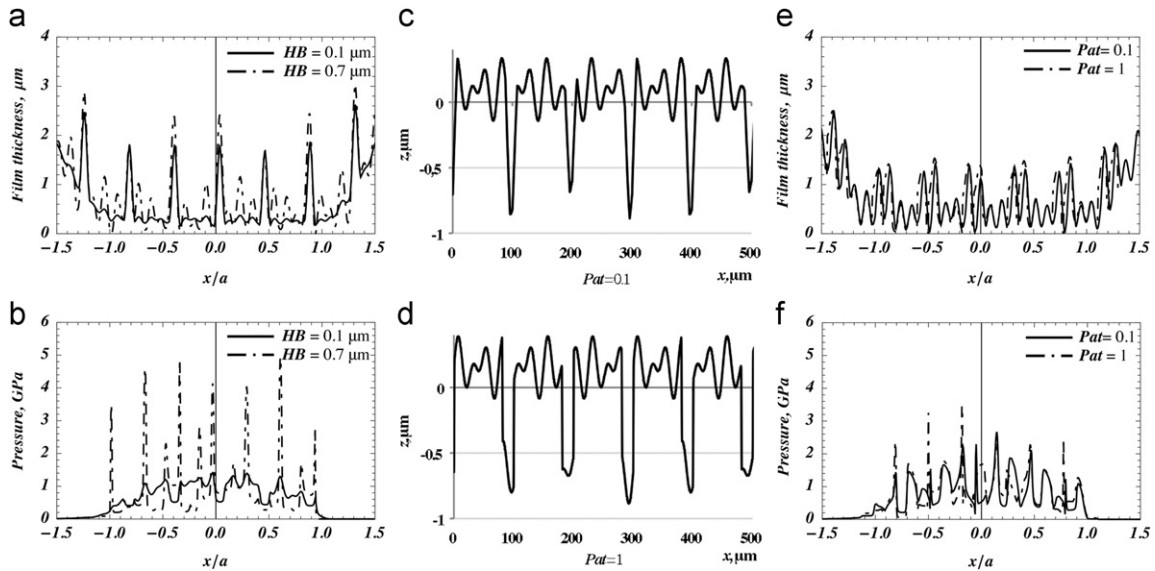 a
Film thickness, μm
4
3
2
1
0
HB = 0.1 μm
HB = 0.7 μm
−1.5 −1.0 −0.5 0.0 0.5 1.0 1.5
x/a
b
Pressure, GPa
6
5
4
3
2
1
0
HB = 0.1 μm
HB = 0.7 μm
−1.5 −1.0 −0.5 0.0 0.5 1.0 1.5
x/a
c
z,μm
0
-0,5
-1
0 100 200 300 400 500
Pat=0.1
x,μm
d
z,μm
0
-0,5
-1
0 100 200 300 400 500
Pat=1
x,μm
e
Film thickness, μm
4
3
2
1
0
Pat= 0.1
Pat = 1
−1.5 −1.0 −0.5 0.0 0.5 1.0 1.5
x/a
f
Pressure, GPa
6
5
4
3
2
1
0
Pat= 0.1
Pat = 1
−1.5 −1.0 −0.5 0.0 0.5 1.0 1.5
x/a